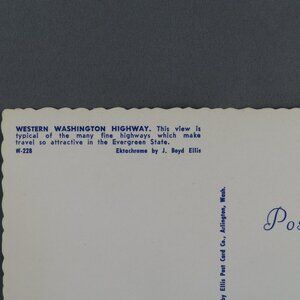 WESTERN WASHINGTON HIGHWAY. This view is
typical of the many fine highways which make
travel so attractive in the Evergreen State.
W-228 Ektachrome by J. Boyd Ellis
by Ellis Post Card Co., Arlington, Wash.
Pos